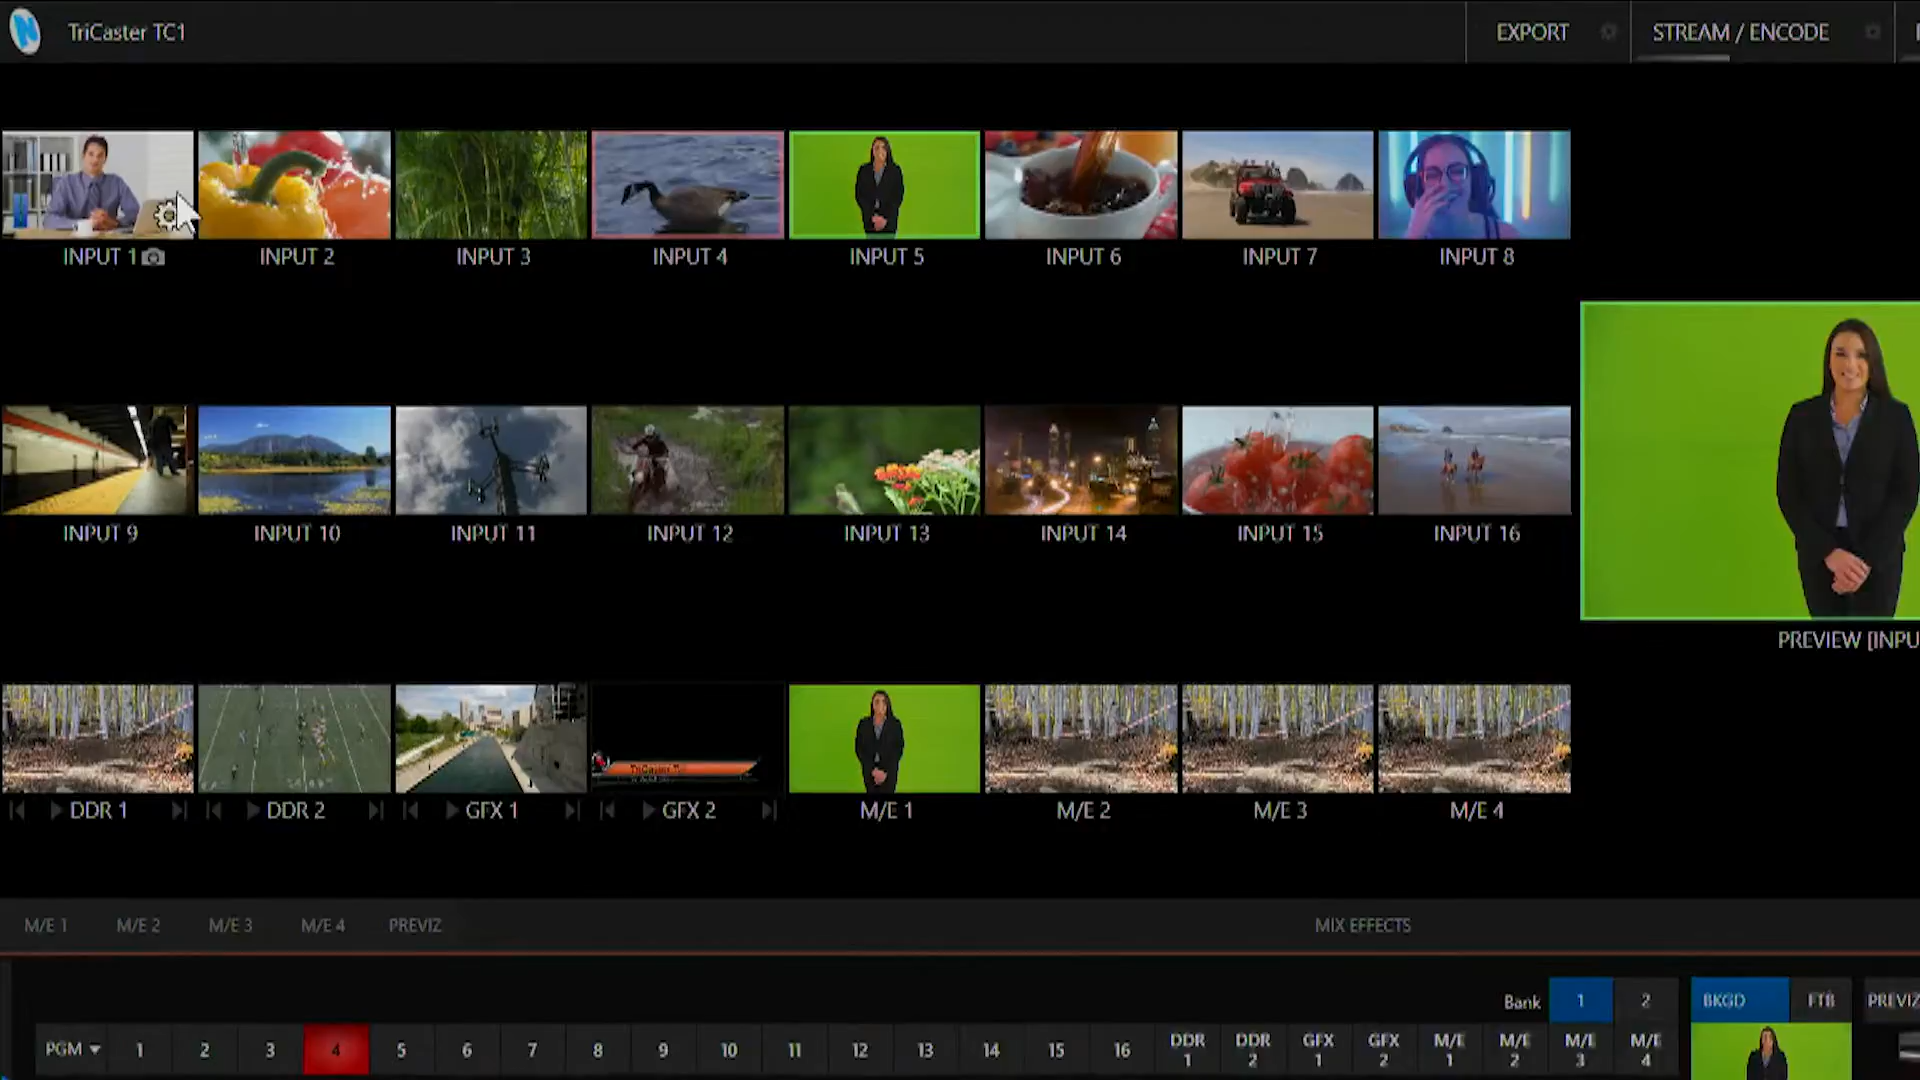 TriCaster TC1
EXPORT
STREAM / ENCODE
INPUT 1
INPUT 2
INPUT 3
INPUT 4
INPUT 5
INPUT 6
INPUT 7
INPUT 8
PREVIEW [INPU
INPUT 9
INPUT 10
INPUT 11
INPUT 12
INPUT 13
INPUT 14
INPUT 15
INPUT 16
TriCaster
DDR 1
DDR 2
GFX 1
GFX 2
M/E 1
M/E 2
M/E 3
M/E 4
M/E 1
M/E 2
M/E 3
M/E 4
PREVIZ
MIX EFFECTS
Bank
1
2
BKGD
FTB
PREVIZ
PGM
1
2
3
4
5
6
7
8
9
10
11
12
13
14
15
16
DDR 1
DDR 2
GFX 1
GFX 2
M/E 1
M/E 2
M/E 3
M/E 4